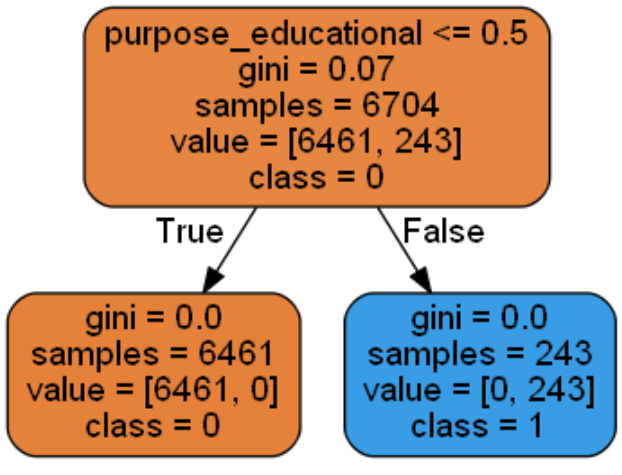 purpose_educational <= 0.5
gini = 0.07
samples = 6704
value = [6461, 243]
class = 0
True
False
gini = 0.0
samples = 6461
value = [6461, 0]
class = 0
gini = 0.0
samples = 243
value = [0, 243]
class = 1